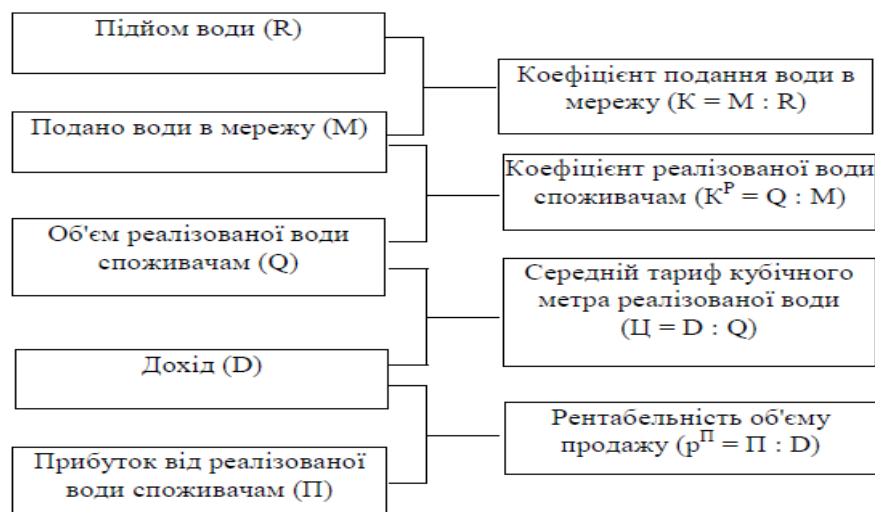 Підйом води (R)
Подано води в мережу (М)
Об'єм реалізованої води
споживачам (Q)
Дохід (D)
Прибуток від реалізованої
води споживачам (П)
Коефіцієнт подання води в
мережу (К = М : R)
Коефіцієнт реалізованої води
споживачам (К^Р = Q : М)
Середній тариф кубічного
метра реалізованої води
(Ц = D : Q)
Рентабельність об'єму
продажу (р^П = П : D)